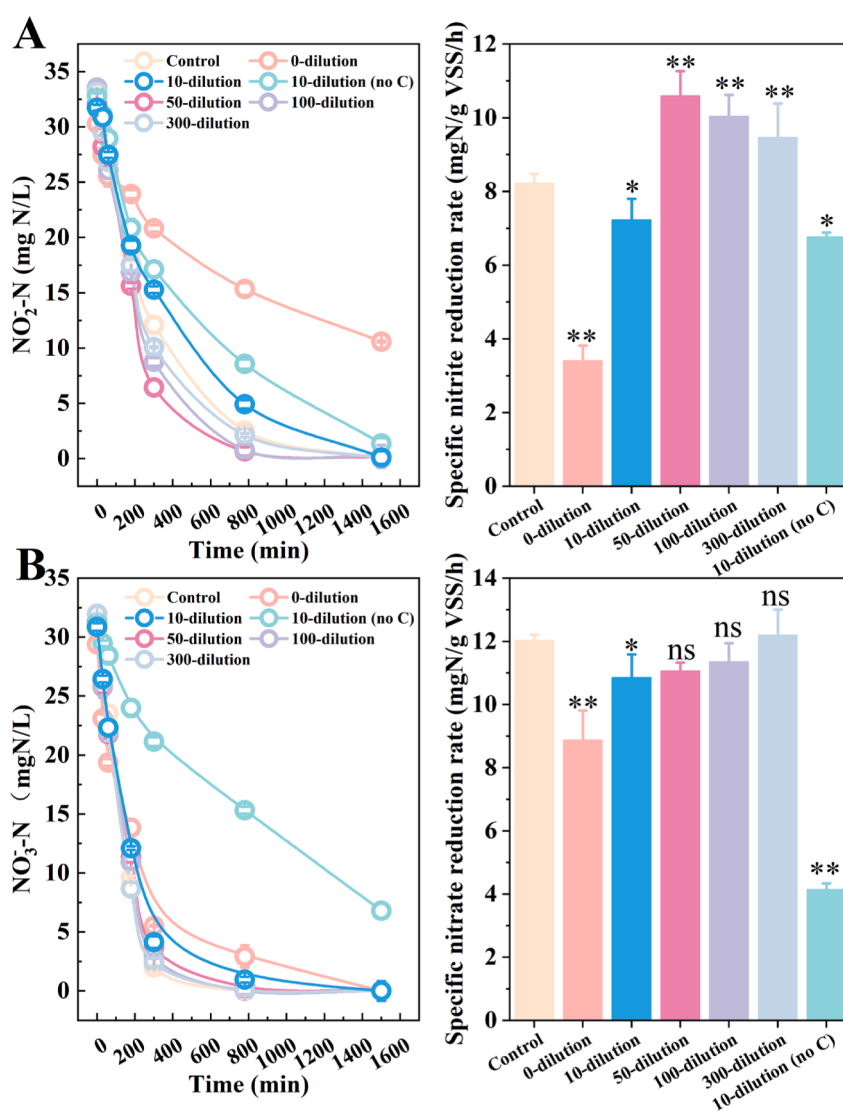 A
Control
0-dilution
10-dilution
10-dilution (no C)
50-dilution
100-dilution
300-dilution
35
30
25
20
15
10
5
0
NO₂⁻-N (mg N/L)
0 200 400 600 800 1000 1200 1400 1600
Time (min)
12
10
8
6
4
2
0
Specific nitrite reduction rate (mgN/g VSS/h)
**
*
**
**
**
*
Control
0-dilution
10-dilution
50-dilution
100-dilution
300-dilution
10-dilution (no C)
B
Control
0-dilution
10-dilution
10-dilution (no C)
50-dilution
100-dilution
300-dilution
35
30
25
20
15
10
5
0
NO₃⁻-N （mgN/L)
0 200 400 600 800 1000 1200 1400 1600
Time (min)
14
12
10
8
6
4
2
0
Specific nitrate reduction rate (mgN/g VSS/h)
**
*
ns
ns
ns
**
Control
0-dilution
10-dilution
50-dilution
100-dilution
300-dilution
10-dilution (no C)